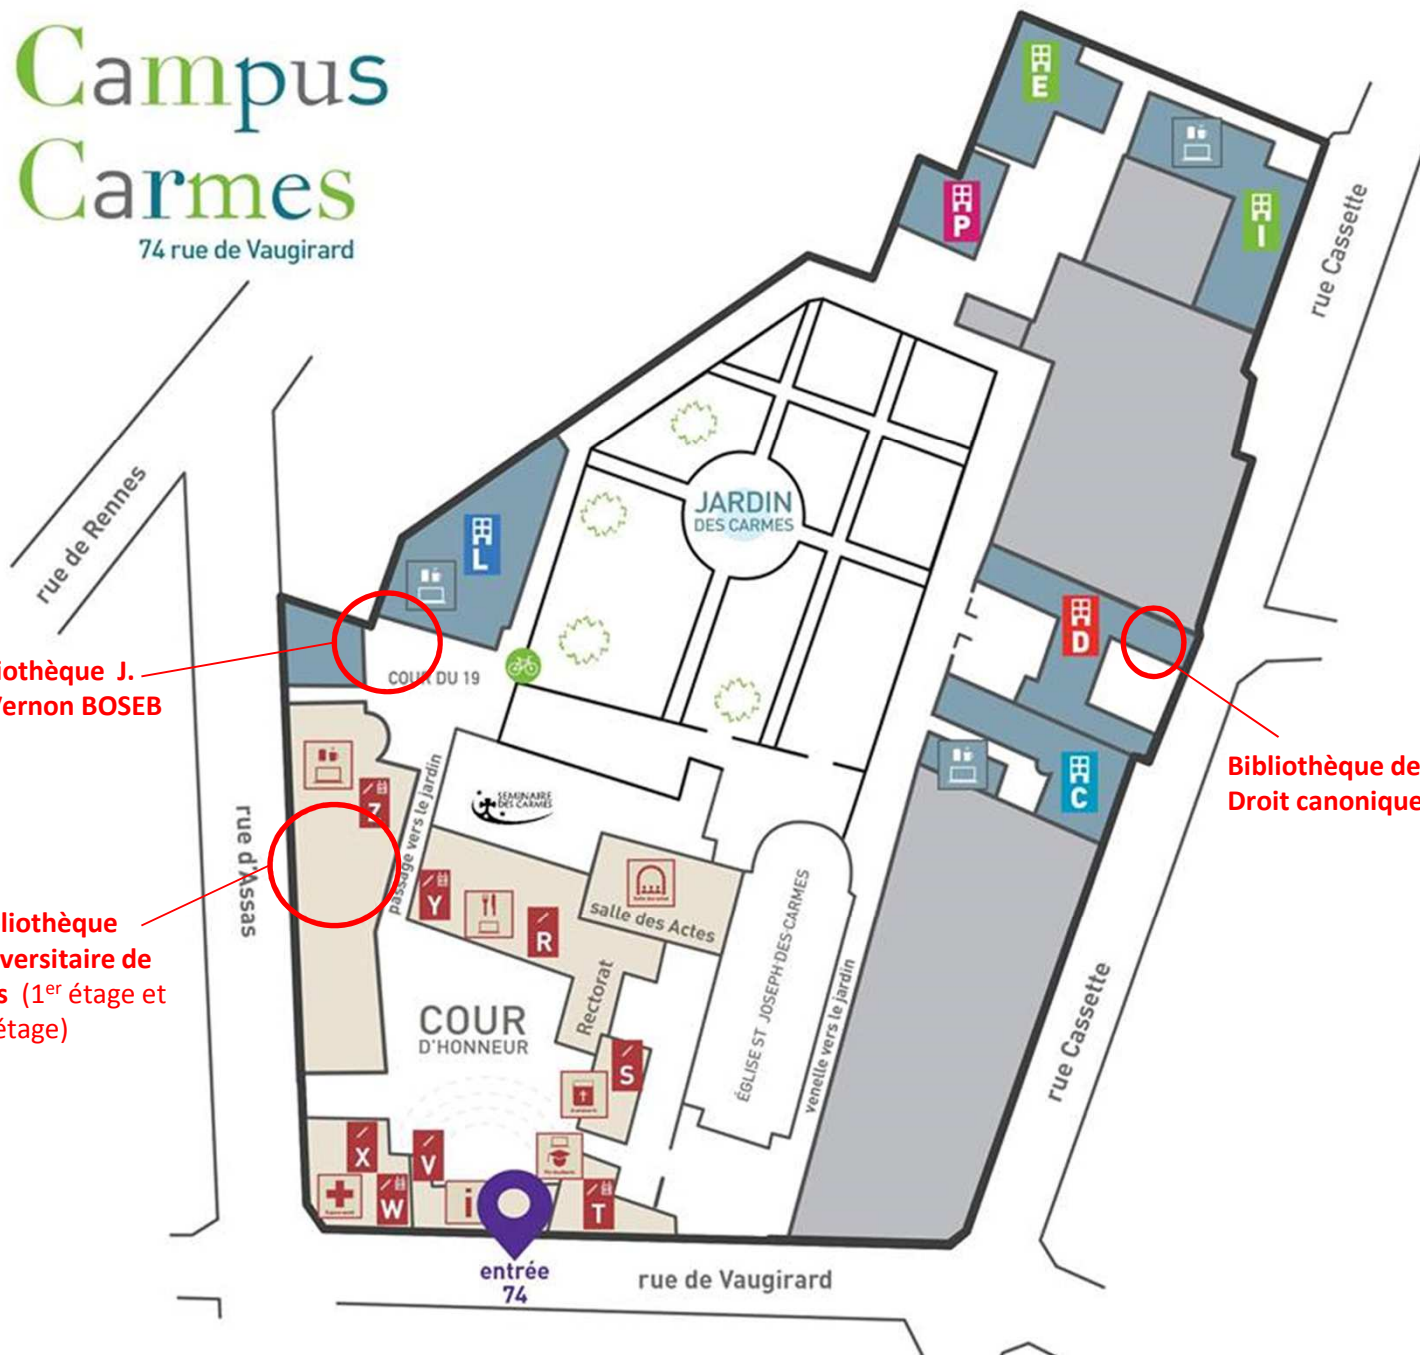 Campus
Carmes
74 rue de Vaugirard
E
P
I
rue Cassette
rue de Rennes
JARDIN
DES CARMES
L
D
COUR DU 19
iothèque J.
Vernon BOSEB
C
Bibliothèque de
Droit canonique
SEMINAIRE
DES CARMES
Z
passage vers le jardin
rue d'Assas
Y
R
salle des Actes
Rectorat
ÉGLISE ST JOSEPH-DES-CARMES
venelle vers le jardin
liothèque
versitaire de
s (1er étage et
étage)
COUR
D'HONNEUR
S
rue Cassette
X
V
W
i
T
entrée
74
rue de Vaugirard